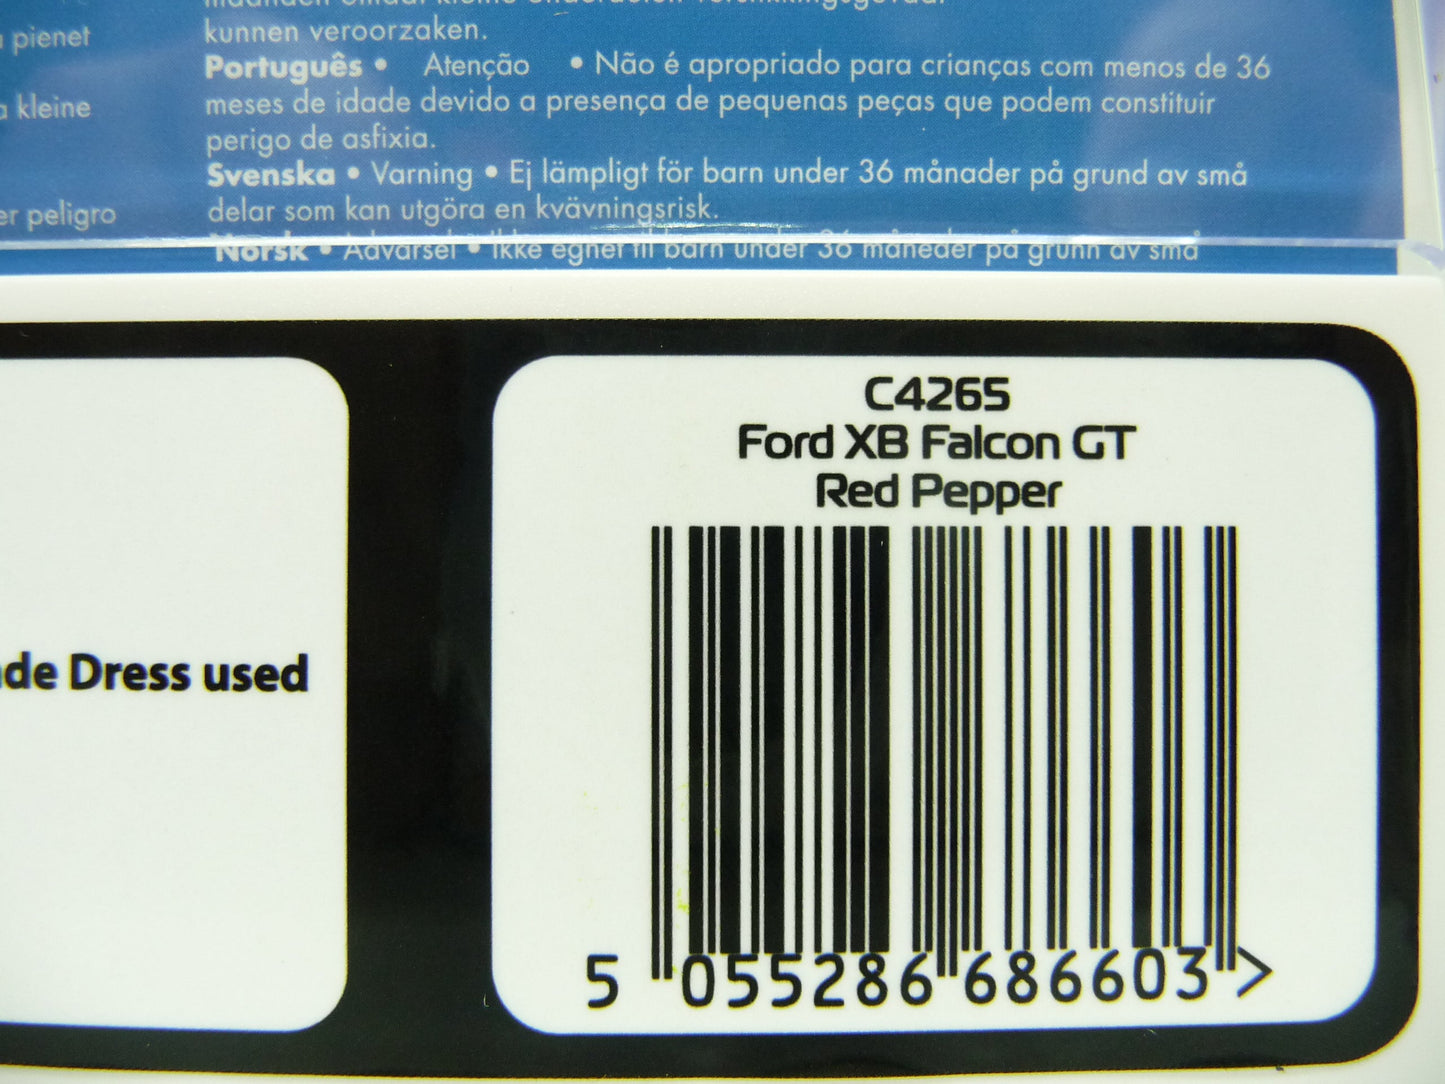 pienet
kleine
er peligro
kunnen veroorzaken.
Português • Atenção • Não é apropriado para crianças com menos de 36
meses de idade devido a presença de pequenas peças que podem constituir
perigo de asfixia.
Svenska • Varning • Ej lämpligt för barn under 36 månader på grund av små
delar som kan utgöra en kvävningsrisk.
Norsk • Advarsel • Ikke egnet til barn under 36 måneder på grunn av små
de Dress used
C4265
Ford XB Falcon GT
Red Pepper
5 055286 686603 >